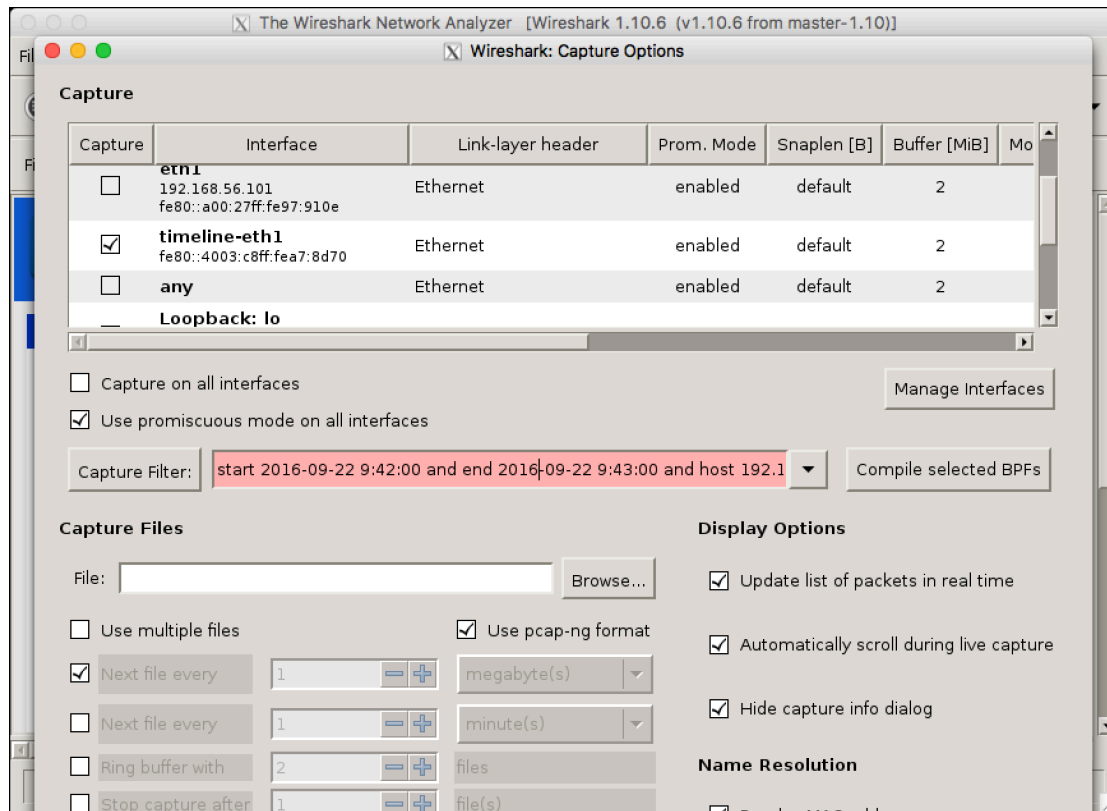 The Wireshark Network Analyzer [Wireshark 1.10.6 (v1.10.6 from master-1.10)]
Wireshark: Capture Options
Capture
Capture Interface Link-layer header Prom. Mode Snaplen [B] Buffer [MiB] Mo
eth1
192.168.56.101 Ethernet enabled default 2
fe80::a00:27ff:fe97:910e
timeline-eth1
fe80::4003:c8ff:fea7:8d70 Ethernet enabled default 2
any Ethernet enabled default 2
Loopback: lo
Capture on all interfaces
Manage Interfaces
Use promiscuous mode on all interfaces
Capture Filter: start 2016-09-22 9:42:00 and end 2016-09-22 9:43:00 and host 192.1 Compile selected BPFs
Capture Files Display Options
File: Browse... Update list of packets in real time
Use multiple files Use pcap-ng format
Automatically scroll during live capture
Next file every 1 megabyte(s)
Hide capture info dialog
Next file every 1 minute(s)
Ring buffer with 2 files Name Resolution
Stop capture after 1 file(s)